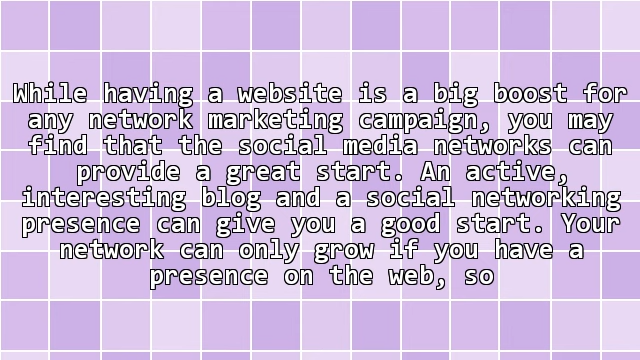 While having a website is a big boost for
any network marketing campaign, you may
find that the social media networks can
provide a great start. An active,
interesting blog and a social networking
presence can give you a good start. Your
network can only grow if you have a
presence on the web, so